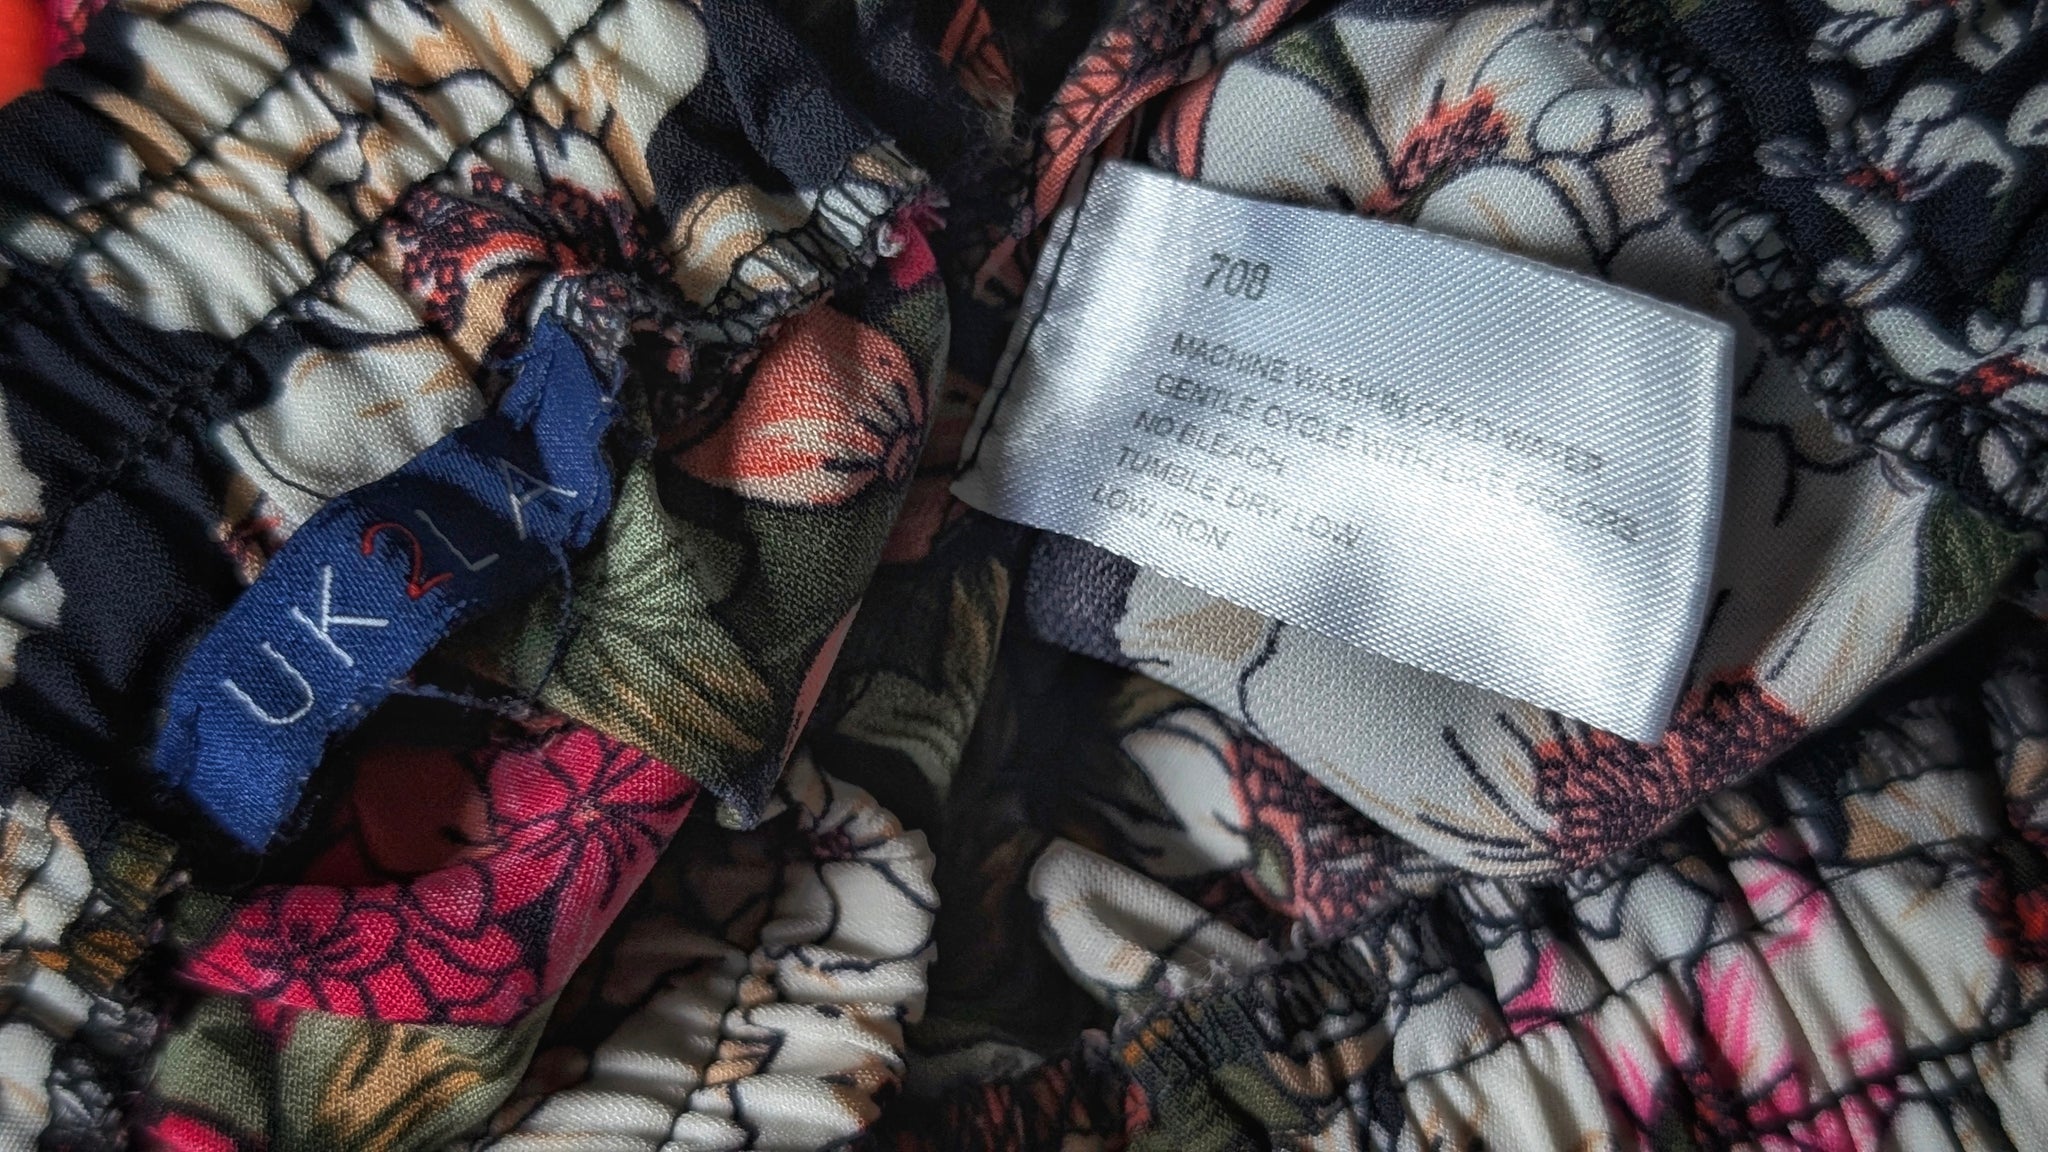 UK2LA
708
MACHINE WASH IN COLD WATER
GENTLE CYCLE WITH LIKE COLORS
NO BLEACH
TUMBLE DRY LOW
LOW IRON